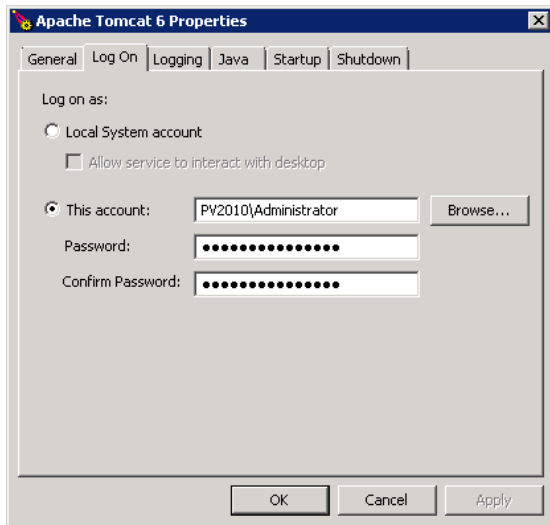 Apache Tomcat 6 Properties
General Log On Logging Java Startup Shutdown
Log on as:
Local System account
Allow service to interact with desktop
This account: PV2010\Administrator Browse...
Password: ●●●●●●●●●●●●●●●
Confirm Password: ●●●●●●●●●●●●●●●
OK Cancel Apply